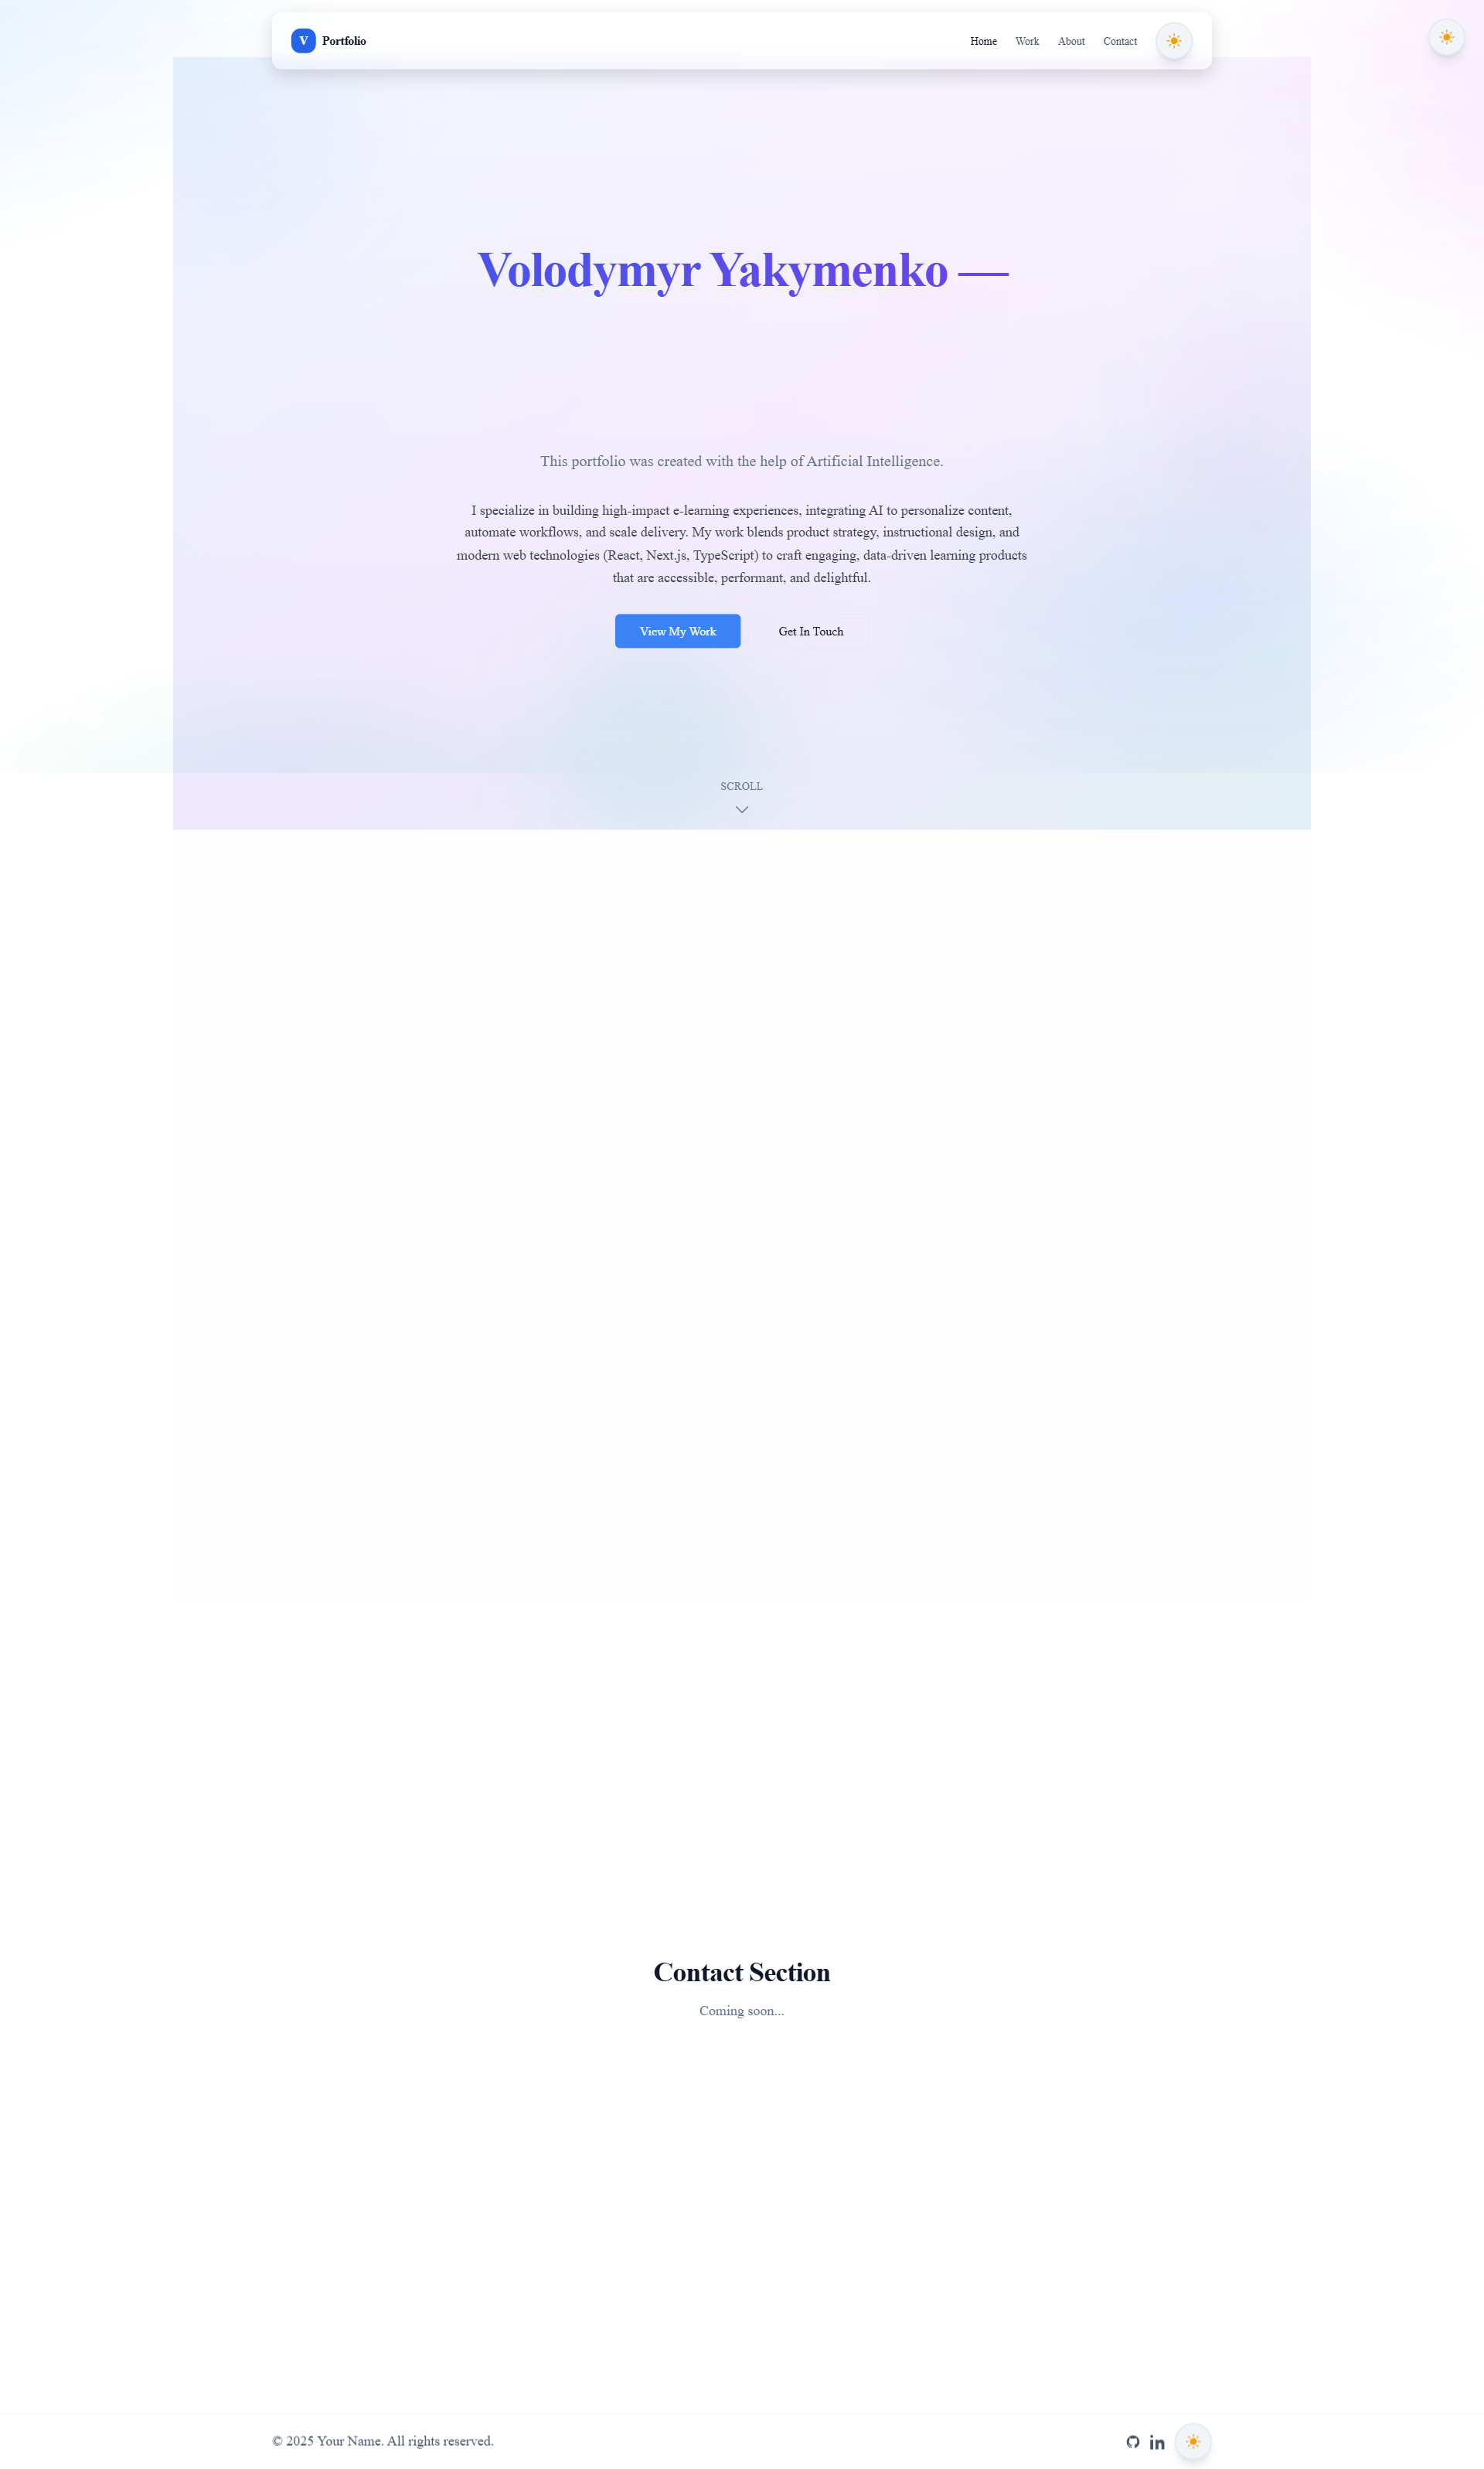 V Portfolio Home Work About Contact
Volodymyr Yakymenko —
This portfolio was created with the help of Artificial Intelligence.
I specialize in building high-impact e-learning experiences, integrating AI to personalize content,
automate workflows, and scale delivery. My work blends product strategy, instructional design, and
modern web technologies (React, Next.js, TypeScript) to craft engaging, data-driven learning products
that are accessible, performant, and delightful.
View My Work Get In Touch
SCROLL
Contact Section
Coming soon...
© 2025 Your Name. All rights reserved.